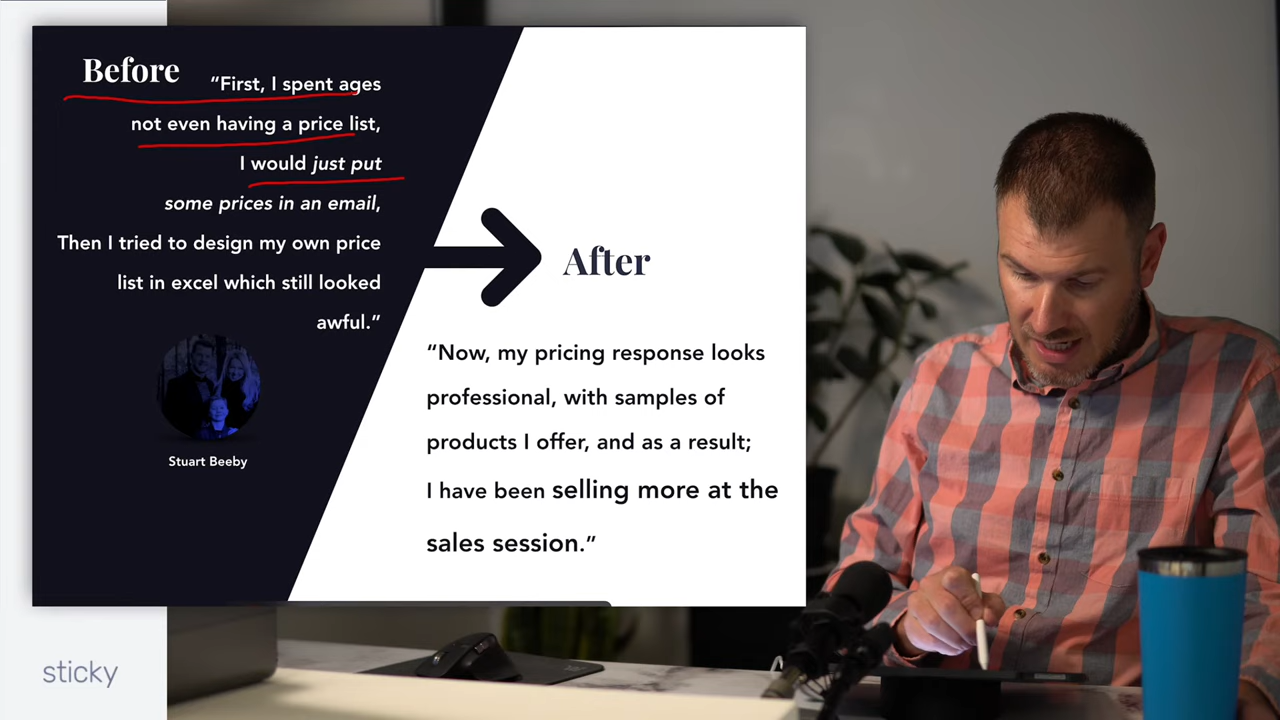 Before
“First, I spent ages
not even having a price list,
I would just put
some prices in an email,
Then I tried to design my own price
list in excel which still looked
awful.”
Stuart Beeby
After
“Now, my pricing response looks
professional, with samples of
products I offer, and as a result;
I have been selling more at the
sales session.”
sticky